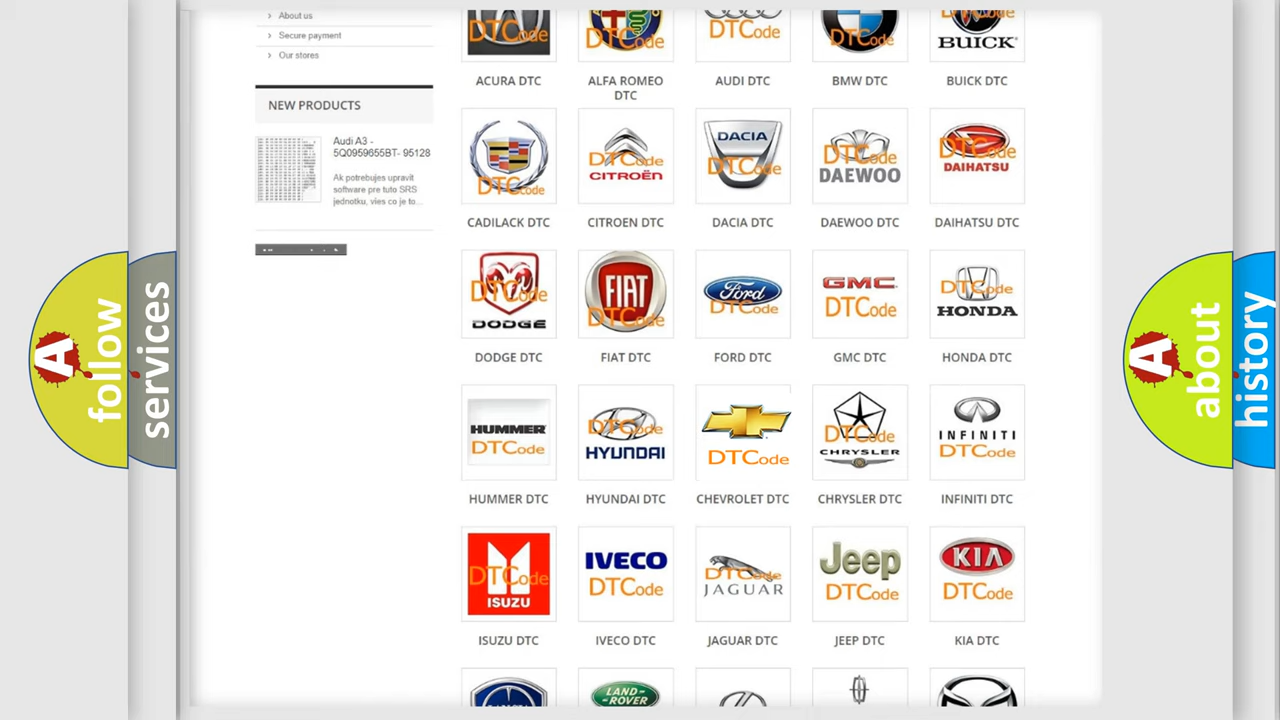 About us
Secure payment
Our stores
NEW PRODUCTS
Audi A3 -
5Q0959655BT- 95128
Ak potrebujes upravit
software pre tuto SRS
jednotku, vies co je to...
DTCode
DTCode
DTCode
DTCode
BUICK
ACURA DTC
ALFA ROMEO
DTC
AUDI DTC
BMW DTC
BUICK DTC
DTCode
DTCode
CITROËN
DACIA
DTCode
DTCode
DAEWOO
DTCode
DAIHATSU
CADILACK DTC
CITROEN DTC
DACIA DTC
DAEWOO DTC
DAIHATSU DTC
DTCode
DODGE
FIAT
DTCode
Ford
DTCode
GMC
DTCode
DTCode
HONDA
DODGE DTC
FIAT DTC
FORD DTC
GMC DTC
HONDA DTC
HUMMER
DTCode
DTCode
HYUNDAI
DTCode
DTCode
CHRYSLER
INFINITI
DTCode
HUMMER DTC
HYUNDAI DTC
CHEVROLET DTC
CHRYSLER DTC
INFINITI DTC
DTCode
ISUZU
IVECO
DTCode
DTCode
JAGUAR
Jeep
DTCode
KIA
DTCode
ISUZU DTC
IVECO DTC
JAGUAR DTC
JEEP DTC
KIA DTC
LAND-
ROVER
A
follow
services
A
about
history